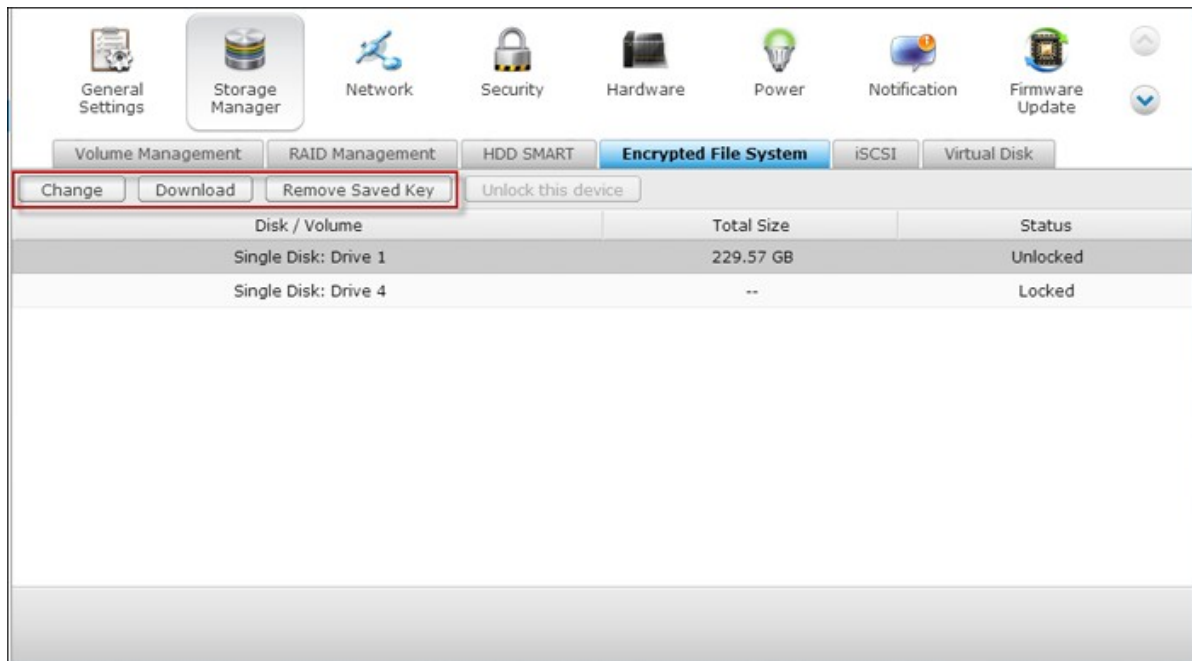 General Settings
Storage Manager
Network
Security
Hardware
Power
Notification
Firmware Update
Volume Management
RAID Management
HDD SMART
Encrypted File System
iSCSI
Virtual Disk
Change
Download
Remove Saved Key
Unlock this device
Disk / Volume
Total Size
Status
Single Disk: Drive 1
229.57 GB
Unlocked
Single Disk: Drive 4
--
Locked